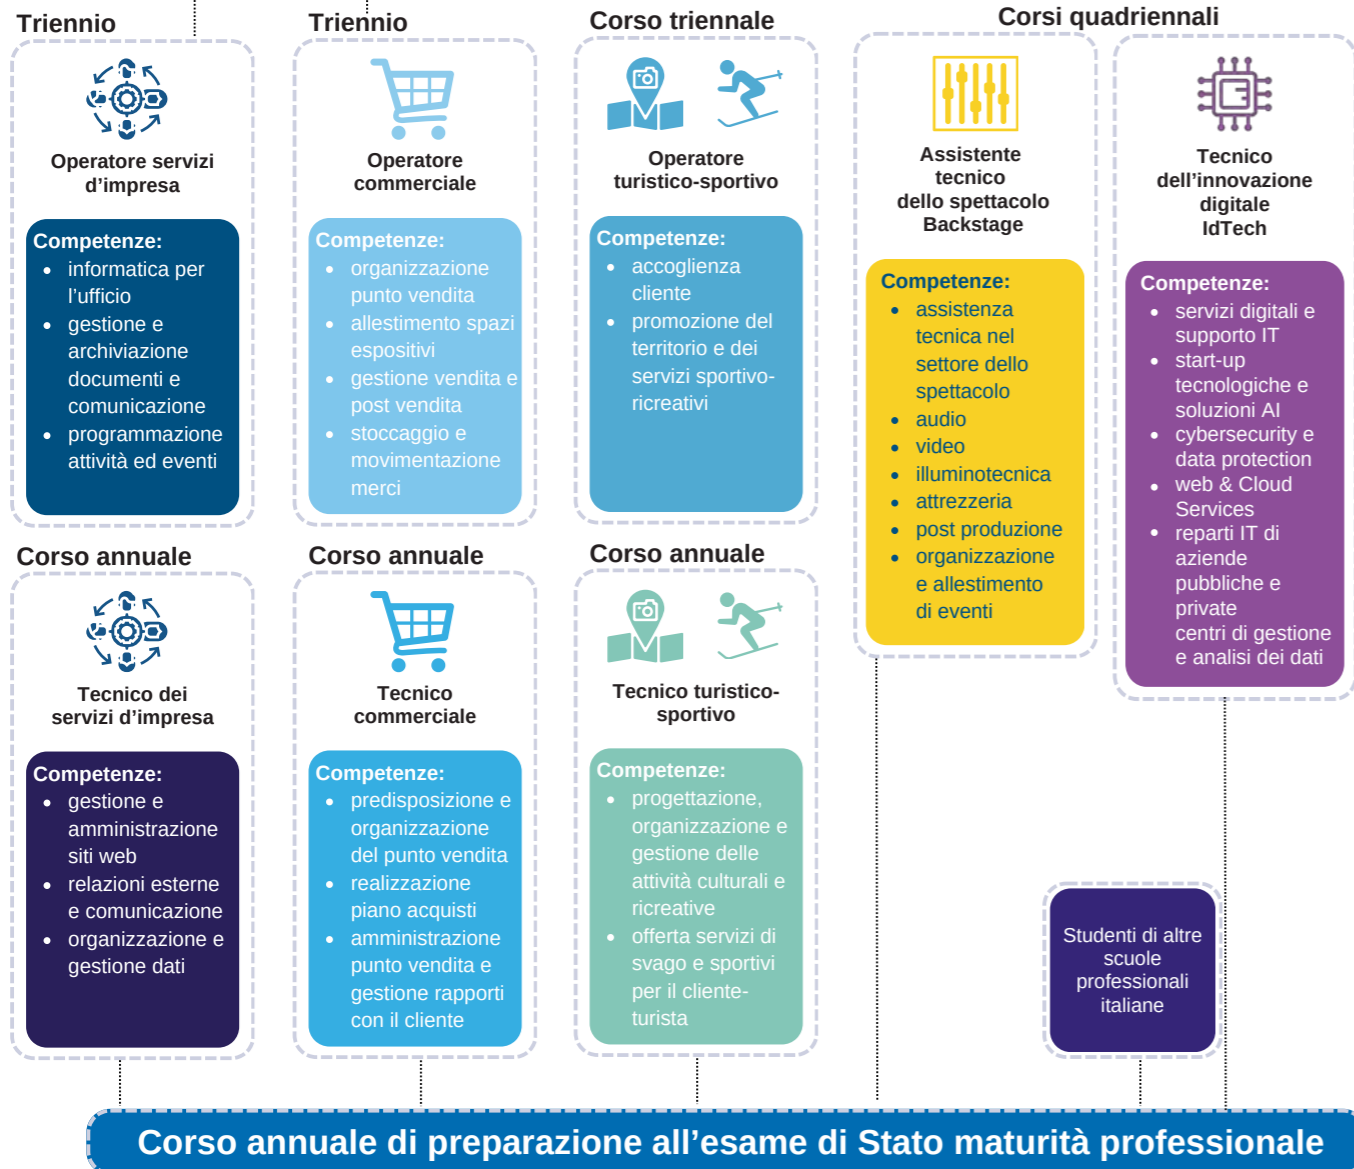 Triennio
Operatore servizi
d’impresa
Competenze:
• informatica per
l’ufficio
• gestione e
archiviazione
documenti e
comunicazione
• programmazione
attività ed eventi
Triennio
Operatore
commerciale
Competenze:
• organizzazione
punto vendita
• allestimento spazi
espositivi
• gestione vendita e
post vendita
• stoccaggio e
movimentazione
merci
Corso triennale
Operatore
turistico-sportivo
Competenze:
• accoglienza
cliente
• promozione del
territorio e dei
servizi sportivo-
ricreativi
Corsi quadriennali
Assistente
tecnico
dello spettacolo
Backstage
Competenze:
• assistenza
tecnica nel
settore dello
spettacolo
• audio
• video
• illuminotecnica
• attrezzeria
• post produzione
• organizzazione
e allestimento
di eventi
Tecnico
dell’innovazione
digitale
IdTech
Competenze:
• servizi digitali e
supporto IT
• start-up
tecnologiche e
soluzioni AI
• cybersecurity e
data protection
• web & Cloud
Services
• reparti IT di
aziende
pubbliche e
private
centri di gestione
e analisi dei dati
Corso annuale
Tecnico dei
servizi d’impresa
Competenze:
• gestione e
amministrazione
siti web
• relazioni esterne
e comunicazione
• organizzazione e
gestione dati
Corso annuale
Tecnico
commerciale
Competenze:
• predisposizione e
organizzazione
del punto vendita
• realizzazione
piano acquisti
• amministrazione
punto vendita e
gestione rapporti
con il cliente
Corso annuale
Tecnico turistico-
sportivo
Competenze:
• progettazione,
organizzazione e
gestione delle
attività culturali e
ricreative
• offerta servizi di
svago e sportivi
per il cliente-
turista
Studenti di altre
scuole
professionali
italiane
Corso annuale di preparazione all’esame di Stato maturità professionale